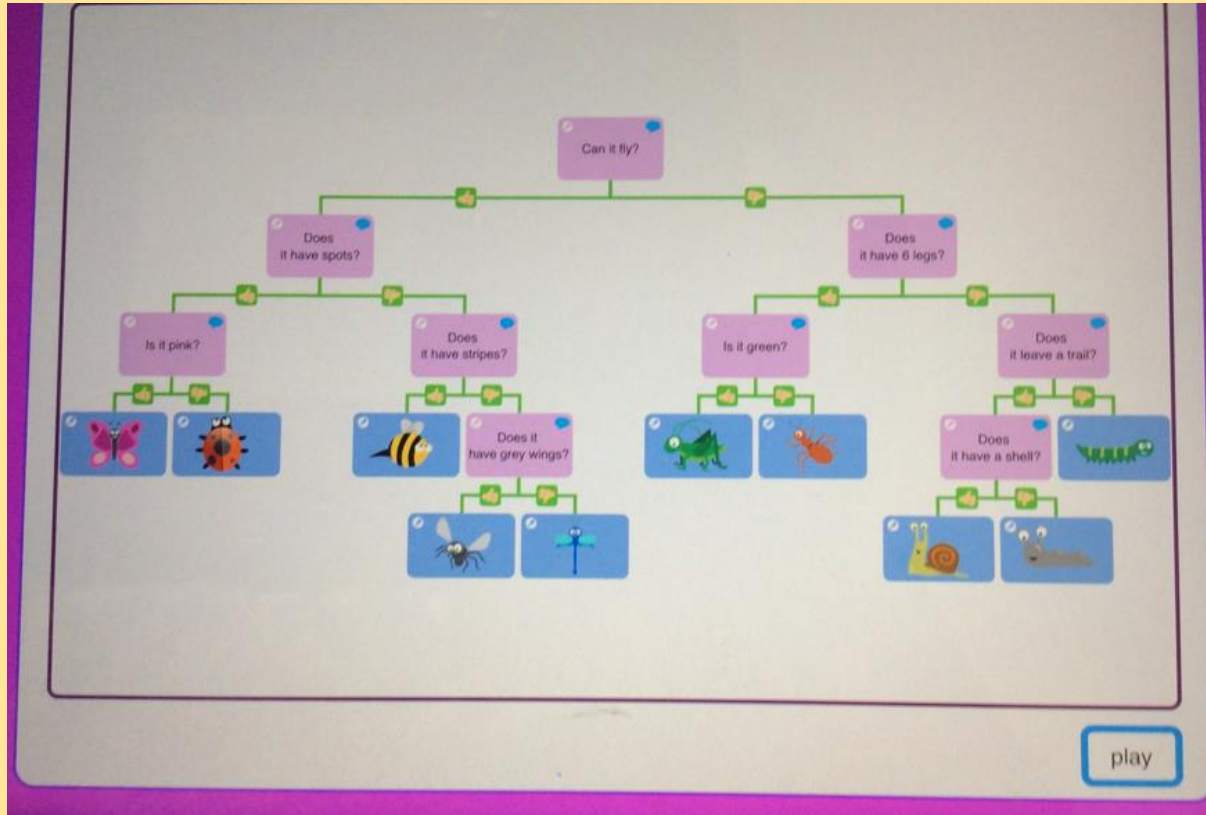 Can it fly?
Does
it have spots?
Does
it have 6 legs?
Is it pink?
Does
it have stripes?
Is it green?
Does
it leave a trail?
Does it
have grey wings?
Does
it have a shell?
play